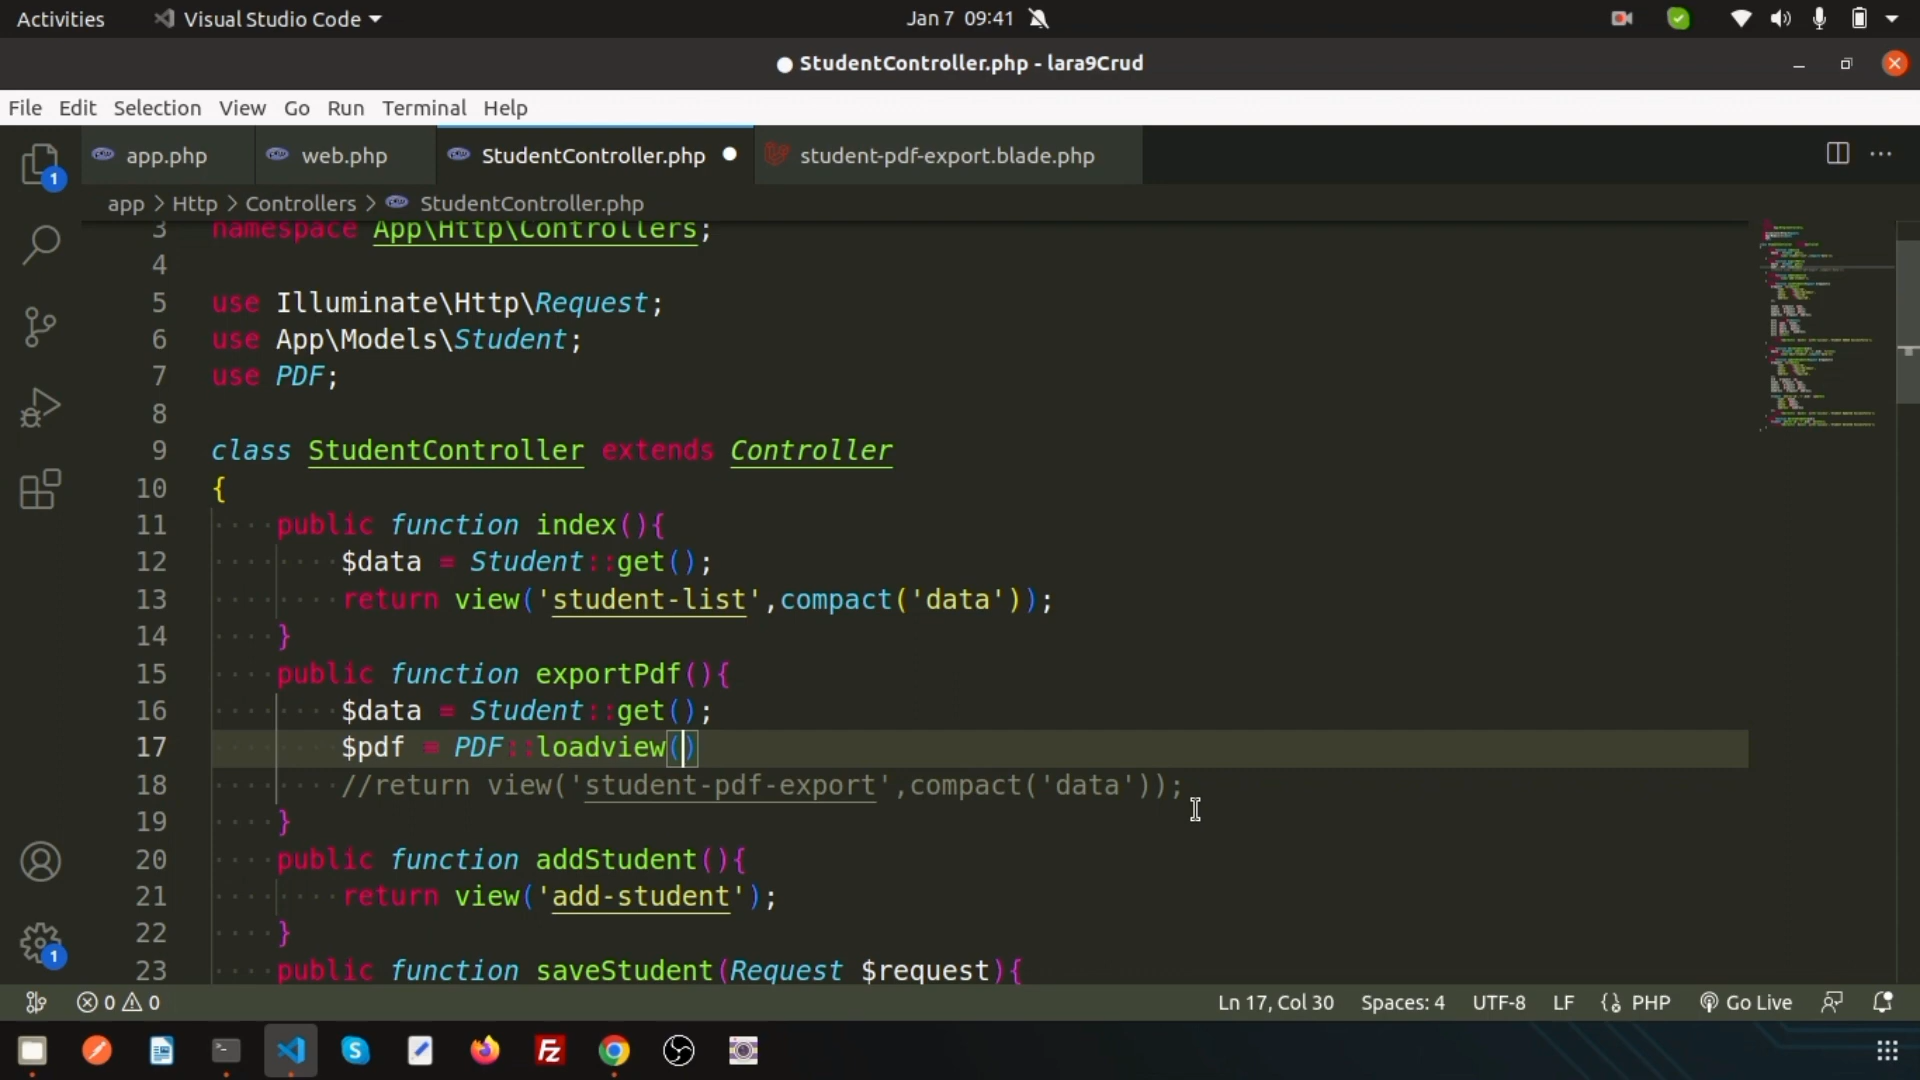 Activities Visual Studio Code Jan 7 09:41
StudentController.php - lara9Crud
File Edit Selection View Go Run Terminal Help
1 app.php web.php StudentController.php student-pdf-export.blade.php
app > Http > Controllers > StudentController.php
3 namespace App\Http\Controllers;
4
5 use Illuminate\Http\Request;
6 use App\Models\Student;
7 use PDF;
8
9 class StudentController extends Controller
10 {
11 public function index(){
12 $data = Student::get();
13 return view('student-list',compact('data'));
14 }
15 public function exportPdf(){
16 $data = Student::get();
17 $pdf = PDF::loadview()
18 //return view('student-pdf-export',compact('data'));
19 }
20 public function addStudent(){
21 return view('add-student');
22 }
23 public function saveStudent(Request $request){
1
0 0 Ln 17, Col 30 Spaces: 4 UTF-8 LF {} PHP Go Live